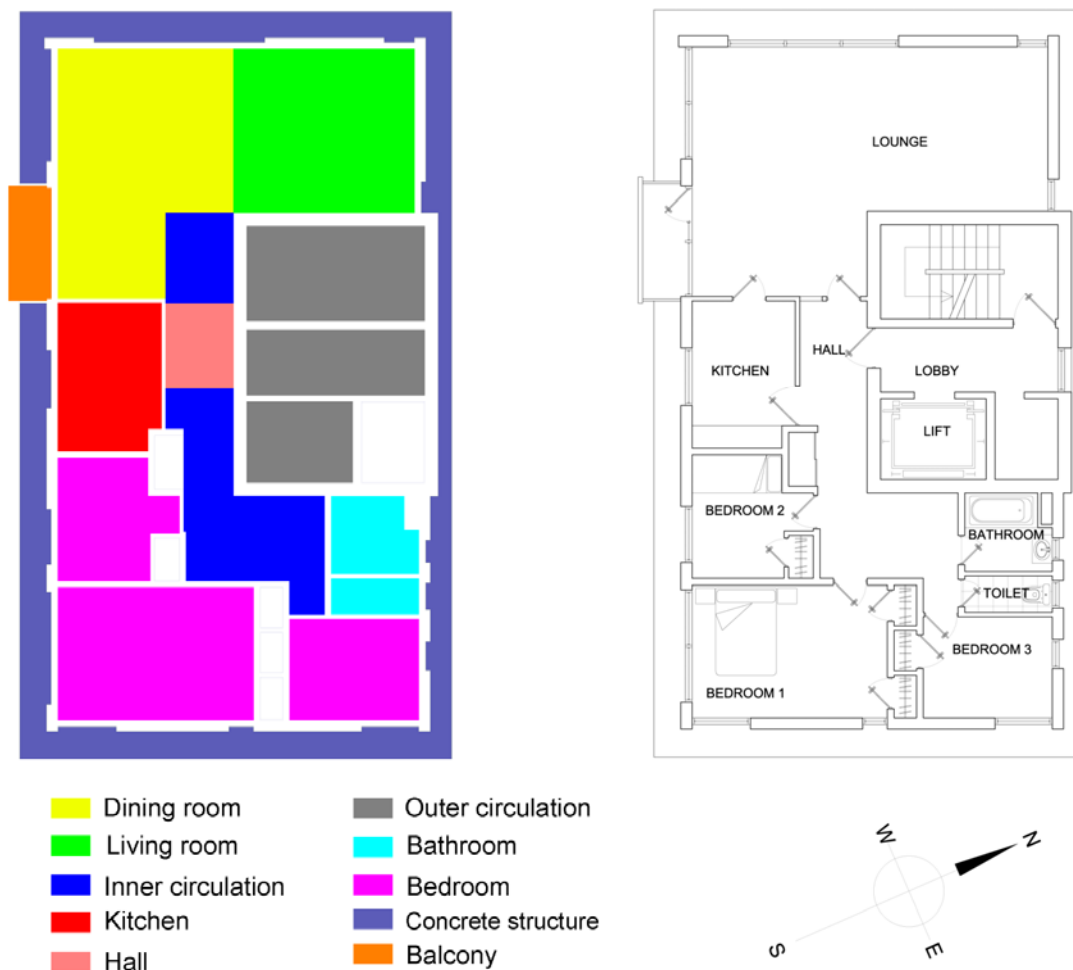 LOUNGE
HALL
KITCHEN
LOBBY
LIFT
BEDROOM 2
BATHROOM
TOILET
BEDROOM 3
BEDROOM 1
Dining room
Living room
Inner circulation
Kitchen
Hall
Outer circulation
Bathroom
Bedroom
Concrete structure
Balcony
W
N
S
E